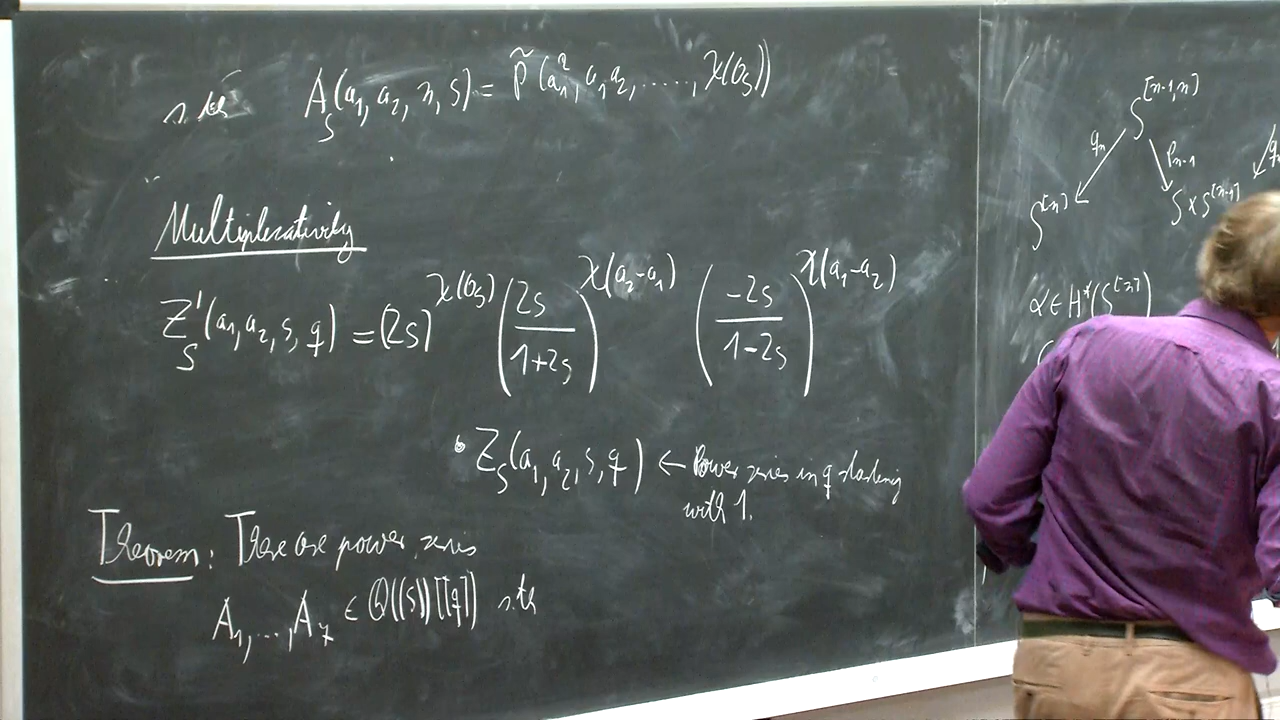 s.th A_S(a_1, a_2, n, s) = P̃(a_1^2, a_1a_2, ....., χ(O_S))
Multiplicativity
Z'_S(a_1, a_2, s, q) = (2s)^{χ(O_S)} (2s/(1+2s))^{χ(a_2-a_1)} (-2s/(1-2s))^{χ(a_1-a_2)}
• Z_S(a_1, a_2, s, q) ← Power series in q starting
with 1.
Theorem: There are power series
A_1, ..., A_7 ∈ Q((s))[[q]] s.th
S^{[n-1,n]}
q_n p_{n-1}
S^{[n]} S × S^{[n-1]}
α ∈ H*(S^{[n]})